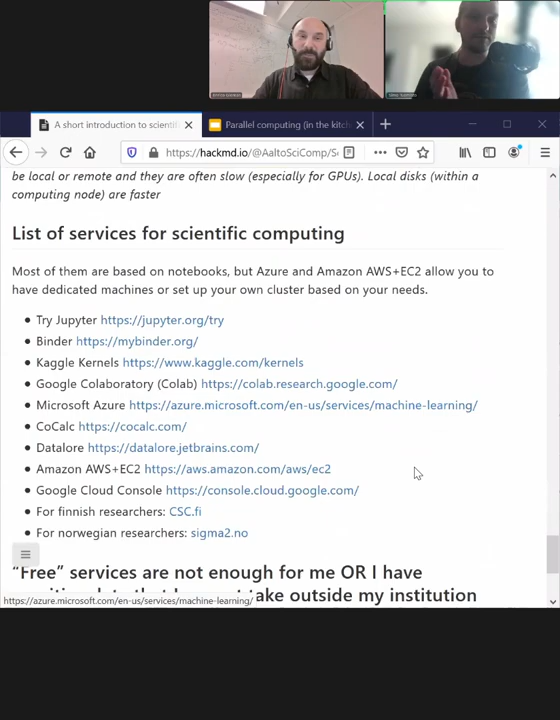 A short introduction to scientif
Parallel computing (in the kitch
https://hackmd.io/@AaltoSciComp/S
be local or remote and they are often slow (especially for GPUs). Local disks (within a
computing node) are faster
List of services for scientific computing
Most of them are based on notebooks, but Azure and Amazon AWS+EC2 allow you to
have dedicated machines or set up your own cluster based on your needs.
Try Jupyter https://jupyter.org/try
Binder https://mybinder.org/
Kaggle Kernels https://www.kaggle.com/kernels
Google Colaboratory (Colab) https://colab.research.google.com/
Microsoft Azure https://azure.microsoft.com/en-us/services/machine-learning/
CoCalc https://cocalc.com/
Datalore https://datalore.jetbrains.com/
Amazon AWS+EC2 https://aws.amazon.com/aws/ec2
Google Cloud Console https://console.cloud.google.com/
For finnish researchers: CSC.fi
For norwegian researchers: sigma2.no
“Free” services are not enough for me OR I have
take outside my institution
https://azure.microsoft.com/en-us/services/machine-learning/